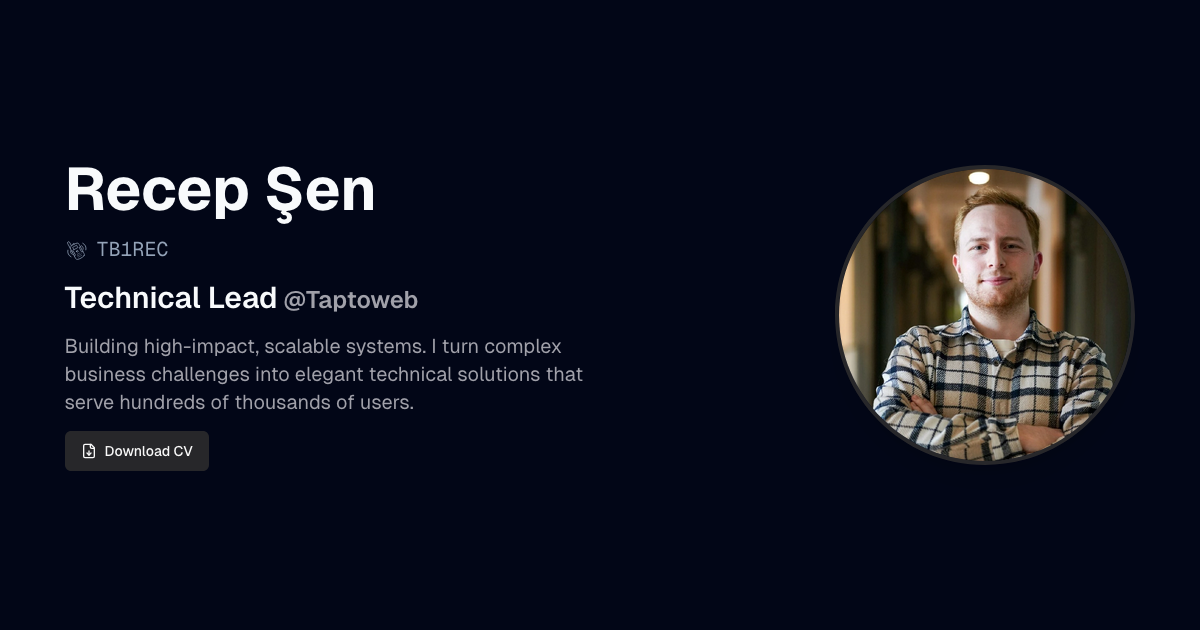 Recep Şen
TB1REC
Technical Lead @Taptoweb
Building high-impact, scalable systems. I turn complex
business challenges into elegant technical solutions that
serve hundreds of thousands of users.
Download CV